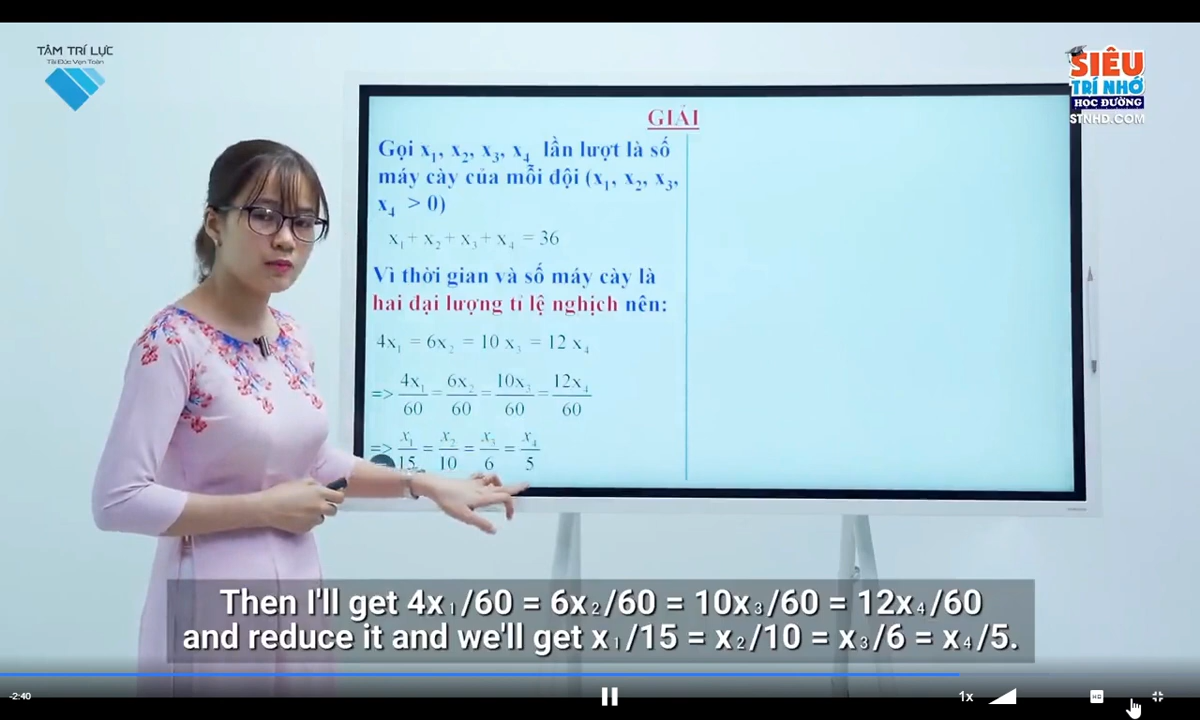 TÂM TRÍ LỰC
Tài Đức Vẹn Toàn
SIÊU
TRÍ NHỚ
HỌC ĐƯỜNG
STNHD.COM
GIẢI
Gọi x₁, x₂, x₃, x₄ lần lượt là số
máy cày của mỗi đội (x₁, x₂, x₃,
x₄ > 0)
x₁ + x₂ + x₃ + x₄ = 36
Vì thời gian và số máy cày là
hai đại lượng tỉ lệ nghịch nên:
4x₁ = 6x₂ = 10 x₃ = 12 x₄
=> 4x₁/60 = 6x₂/60 = 10x₃/60 = 12x₄/60
=> x₁/15 = x₂/10 = x₃/6 = x₄/5
Then I'll get 4x₁/60 = 6x₂/60 = 10x₃/60 = 12x₄/60
and reduce it and we'll get x₁/15 = x₂/10 = x₃/6 = x₄/5.
-2:40
1x
HD